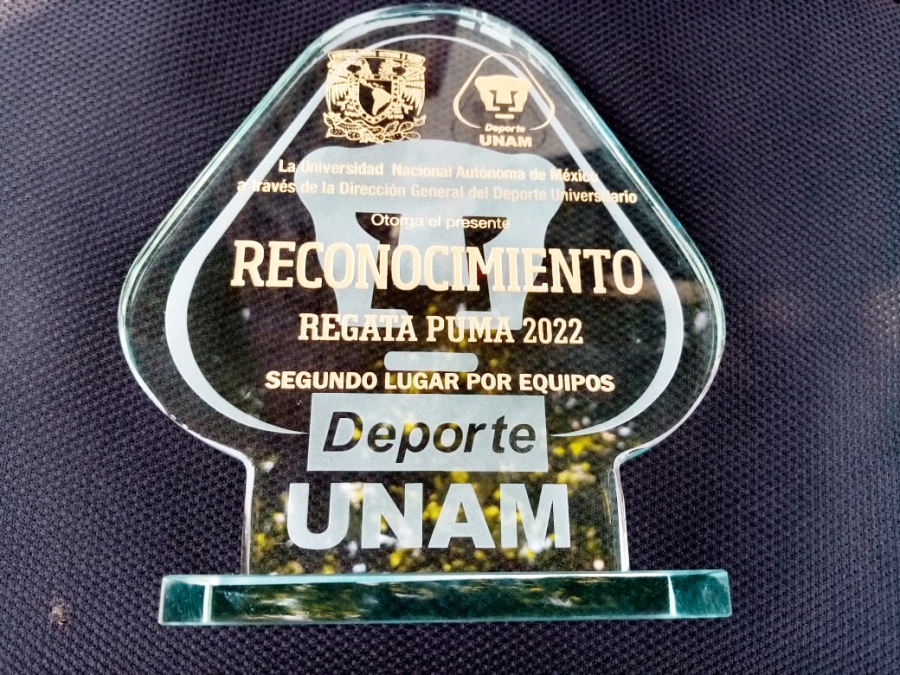 Deporte
UNAM
La Universidad Nacional Autónoma de México
a través de la Dirección General del Deporte Universitario
Otorga el presente
RECONOCIMIENTO
REGATA PUMA 2022
SEGUNDO LUGAR POR EQUIPOS
Deporte
UNAM